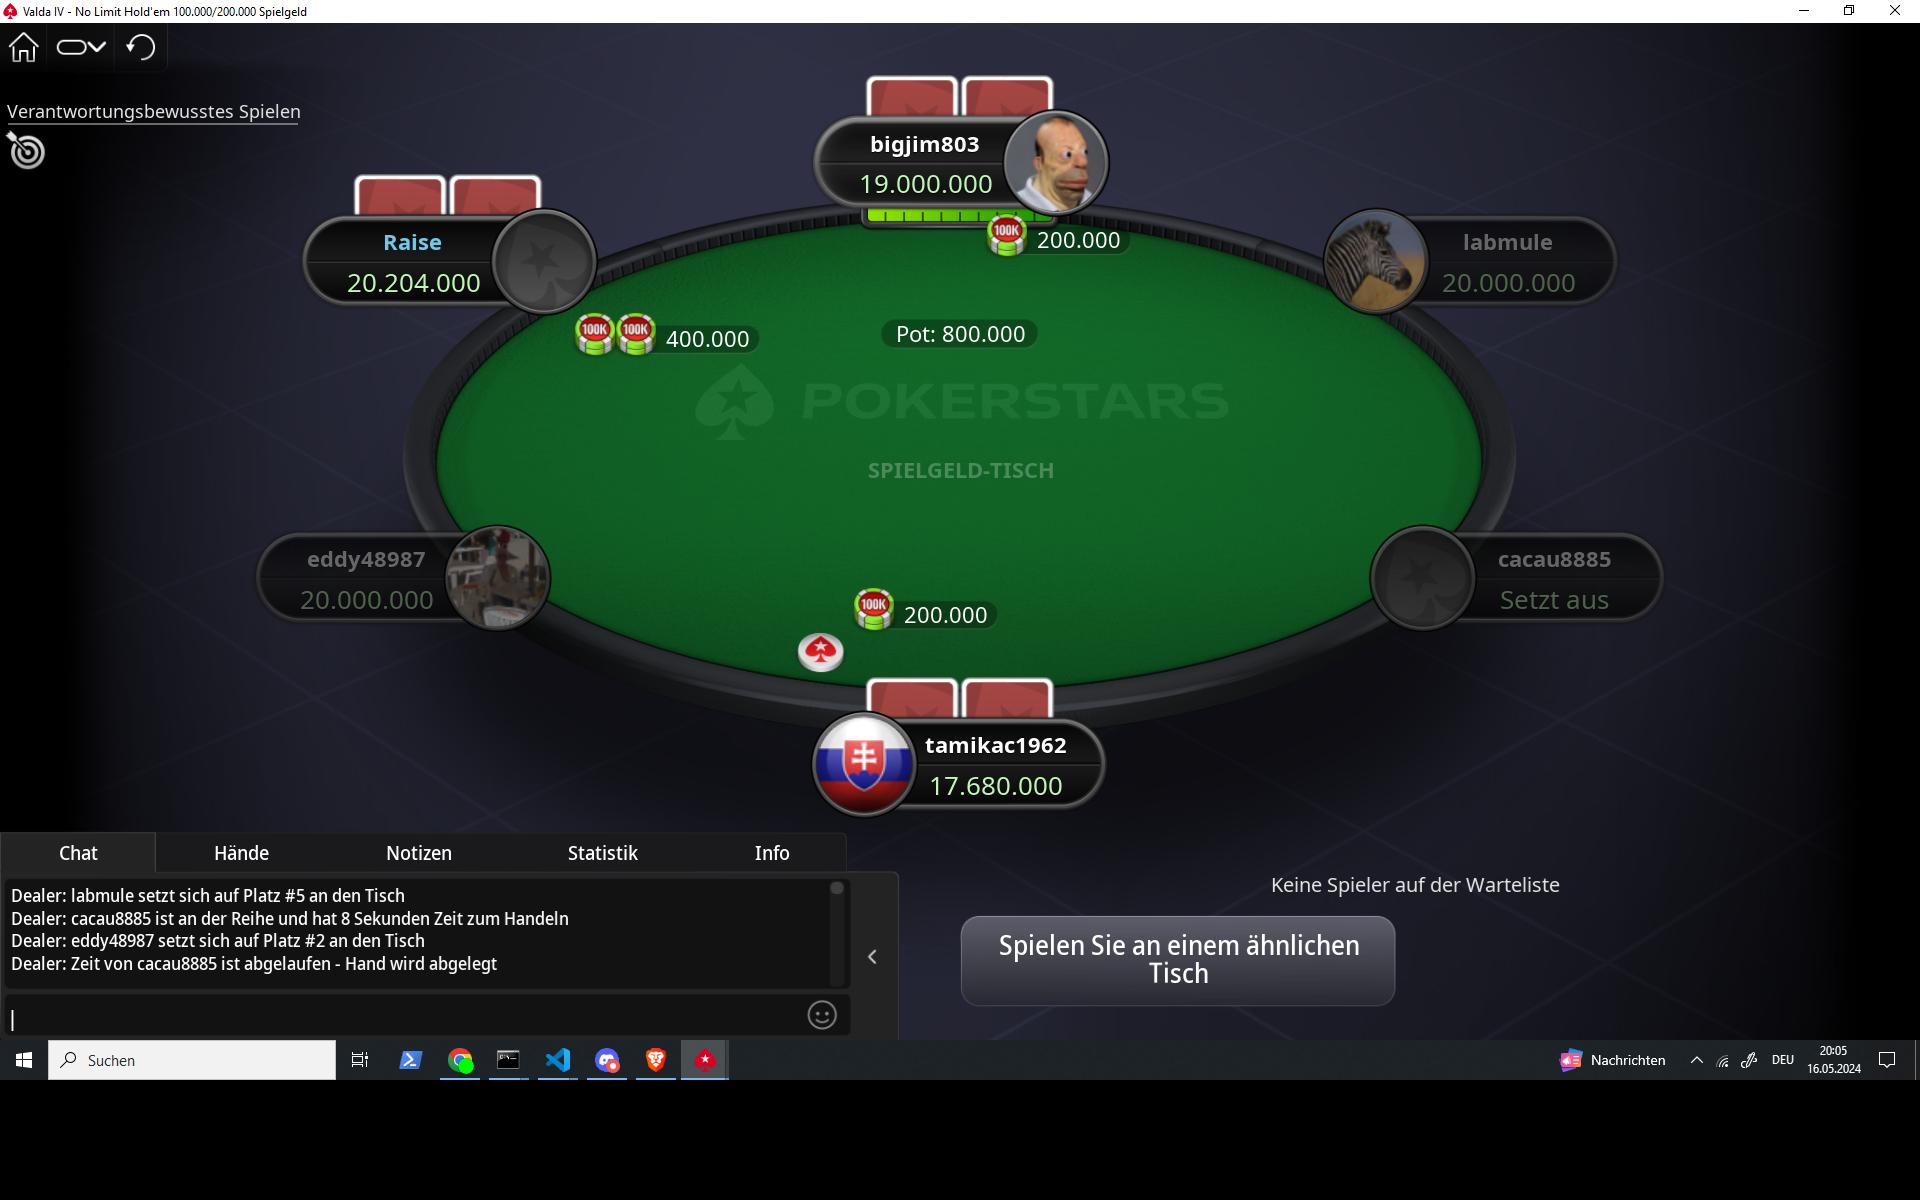 Valda IV - No Limit Hold'em 100.000/200.000 Spielgeld
Verantwortungsbewusstes Spielen
bigjim803
19.000.000
100K
200.000
Raise
20.204.000
labmule
20.000.000
100K 100K 400.000
Pot: 800.000
POKERSTARS
SPIELGELD-TISCH
eddy48987
20.000.000
cacau8885
Setzt aus
100K 200.000
tamikac1962
17.680.000
Chat Hände Notizen Statistik Info
Dealer: labmule setzt sich auf Platz #5 an den Tisch
Dealer: cacau8885 ist an der Reihe und hat 8 Sekunden Zeit zum Handeln
Dealer: eddy48987 setzt sich auf Platz #2 an den Tisch
Dealer: Zeit von cacau8885 ist abgelaufen - Hand wird abgelegt
Keine Spieler auf der Warteliste
Spielen Sie an einem ähnlichen
Tisch
Suchen
Nachrichten
DEU
20:05
16.05.2024